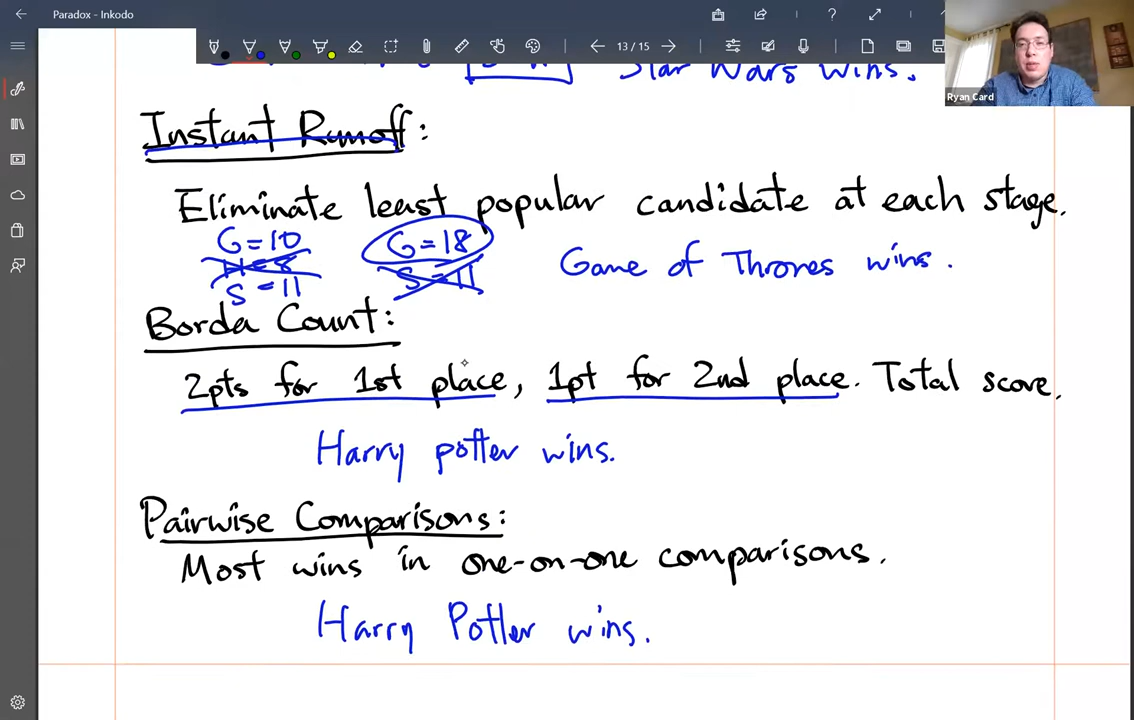 Paradox - Inkodo
13 / 15
Ryan Card
Star Wars wins.
Instant Runoff:
Eliminate least popular candidate at each stage.
G = 10
H = 8
S = 11
G = 18
S = 11
Game of Thrones wins.
Borda Count:
2pts for 1st place, 1pt for 2nd place. Total score.
Harry potter wins.
Pairwise Comparisons:
Most wins in one-on-one comparisons.
Harry Potter wins.